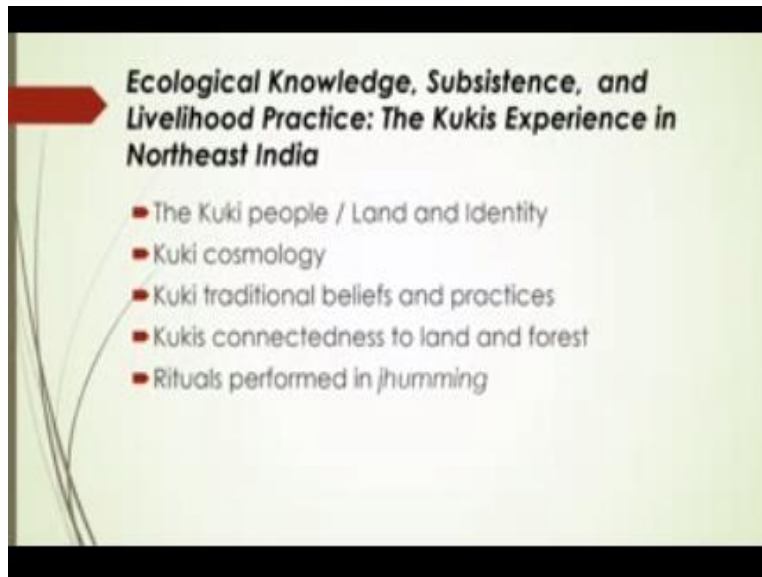 Ecological Knowledge, Subsistence, and
Livelihood Practice: The Kukis Experience in
Northeast India
The Kuki people / Land and Identity
Kuki cosmology
Kuki traditional beliefs and practices
Kukis connectedness to land and forest
Rituals performed in jhumming